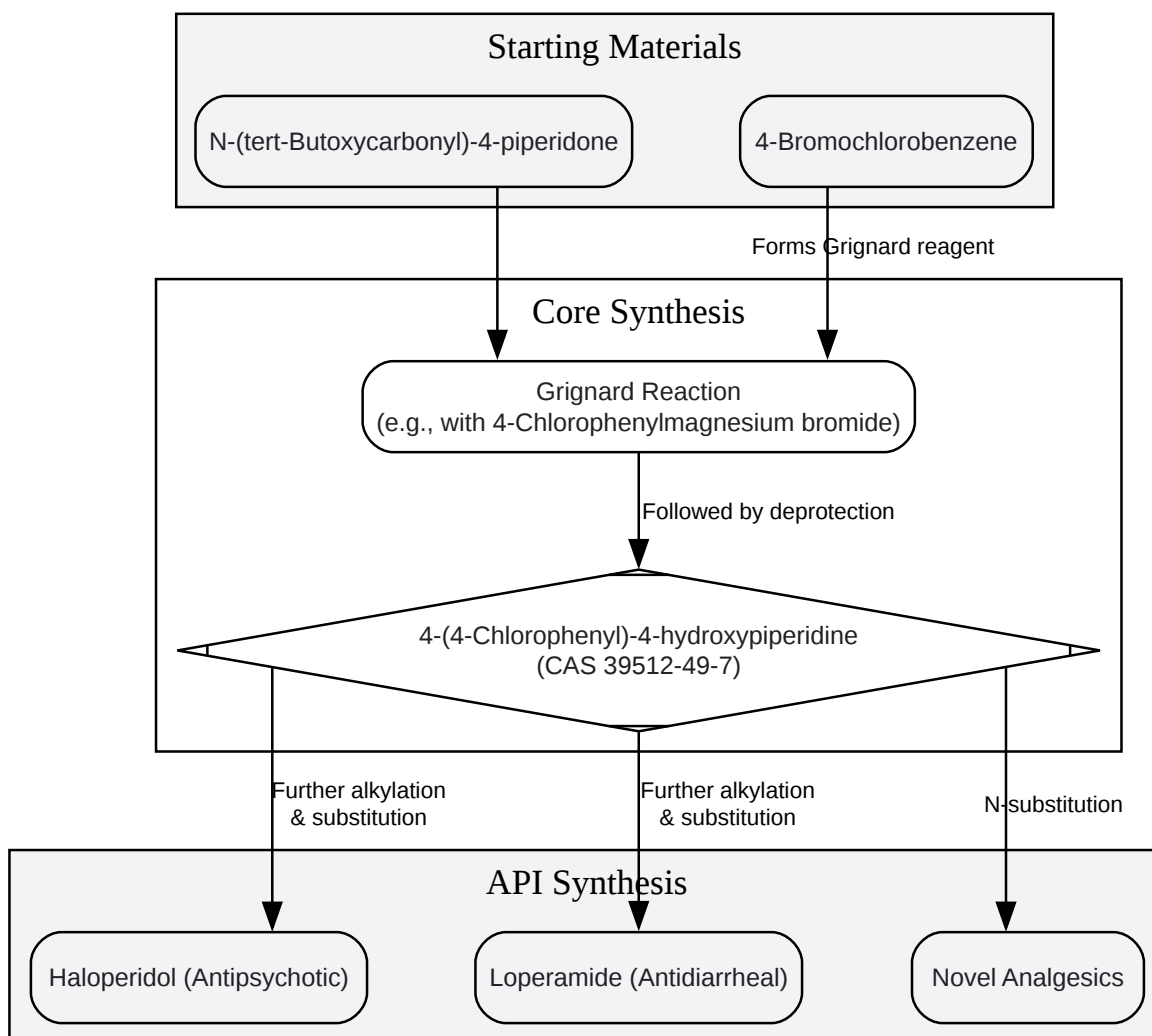 Starting Materials
N-(tert-Butoxycarbonyl)-4-piperidone
4-Bromochlorobenzene
Forms Grignard reagent
Core Synthesis
Grignard Reaction
(e.g., with 4-Chlorophenylmagnesium bromide)
Followed by deprotection
4-(4-Chlorophenyl)-4-hydroxypiperidine
(CAS 39512-49-7)
Further alkylation
& substitution
Further alkylation
& substitution
N-substitution
API Synthesis
Haloperidol (Antipsychotic)
Loperamide (Antidiarrheal)
Novel Analgesics